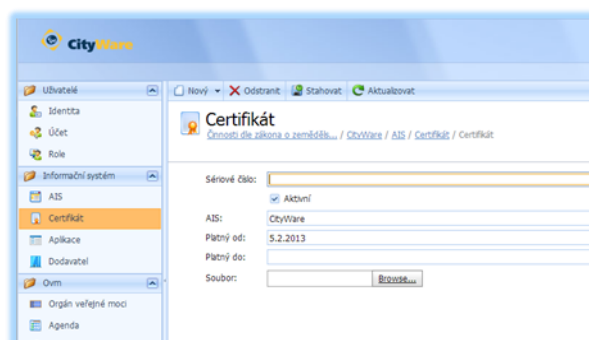 CityWare
Uživatelé
Identita
Účet
Role
Informační systém
AIS
Certifikát
Aplikace
Dodavatel
Ovm
Orgán veřejné moci
Agenda
Nový Odstranit Stahovat Aktualizovat
Certifikát
Činnosti dle zákona o zeměděls... / CityWare / AIS / Certifikát / Certifikát
Sériové číslo:
Aktivní
AIS: CityWare
Platný od: 5.2.2013
Platný do:
Soubor: Browse...